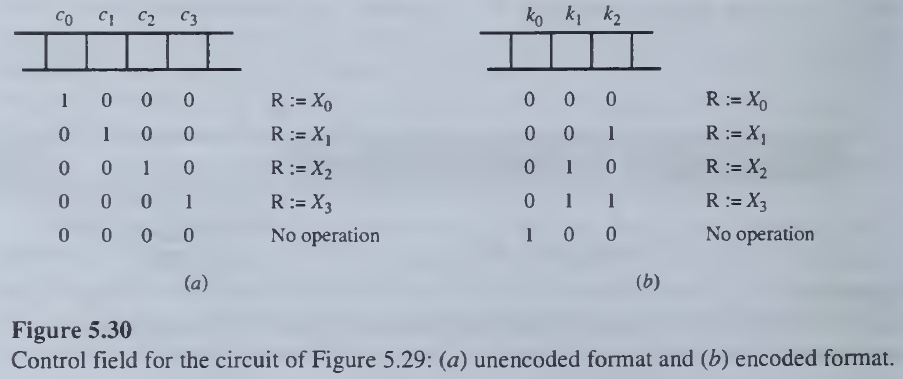 c0 c1 c2 c3 k0 k1 k2
1 0 0 0 R := X0 0 0 0 R := X0
0 1 0 0 R := X1 0 0 1 R := X1
0 0 1 0 R := X2 0 1 0 R := X2
0 0 0 1 R := X3 0 1 1 R := X3
0 0 0 0 No operation 1 0 0 No operation
(a) (b)
Figure 5.30
Control field for the circuit of Figure 5.29: (a) unencoded format and (b) encoded format.